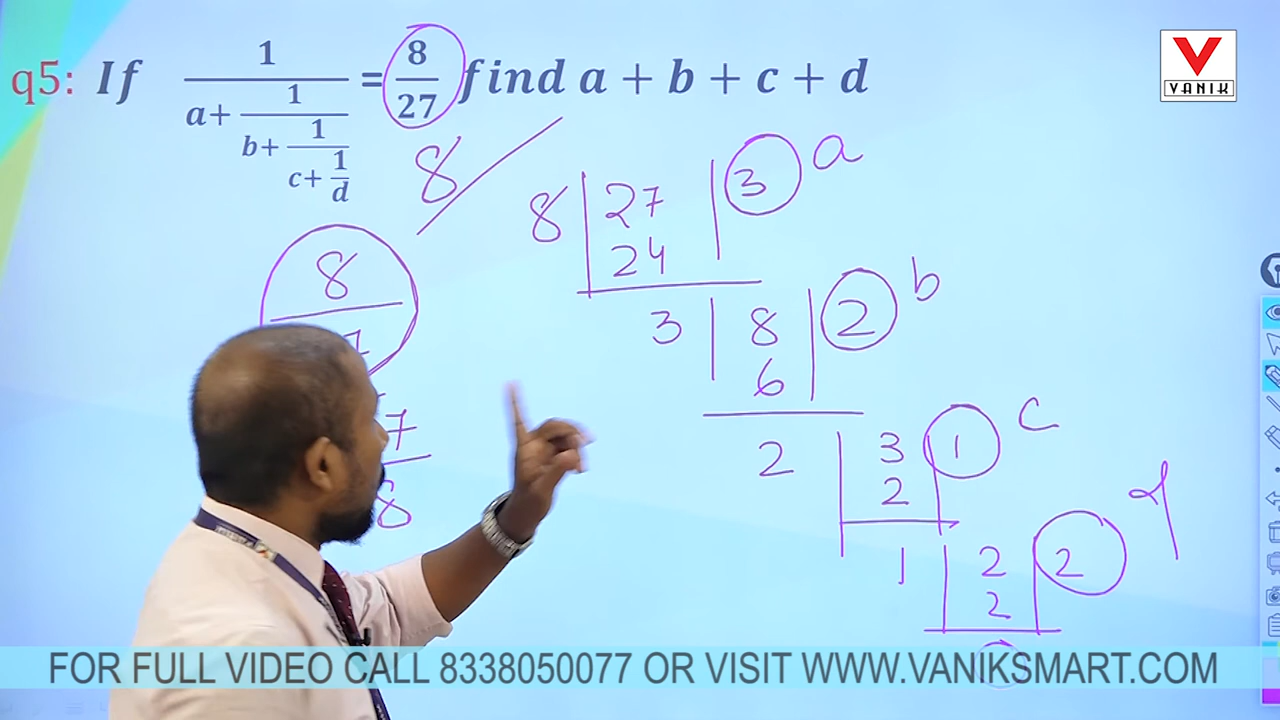 q5: If 1 / a + 1 / b + 1 / c + 1 / d = 8/27 find a + b + c + d
VANIK
8
8 27 3 a
24
8
3 8 2 b
6
7
8
2 3 1 c
2
1 2 2 d
2
FOR FULL VIDEO CALL 8338050077 OR VISIT WWW.VANIKSMART.COM